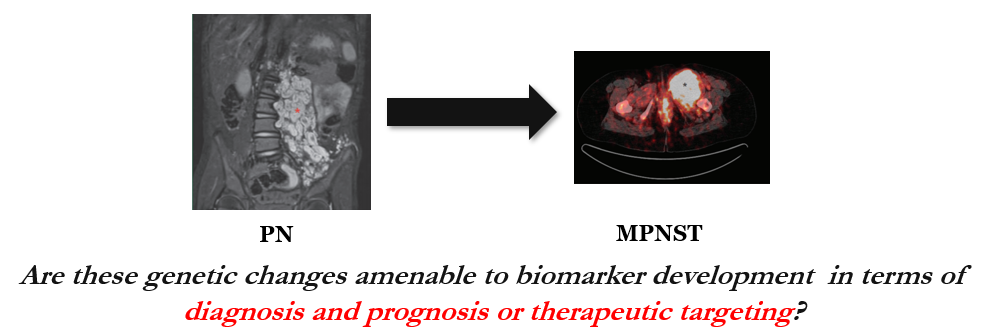 PN
MPNST
Are these genetic changes amenable to biomarker development in terms of
diagnosis and prognosis or therapeutic targeting?